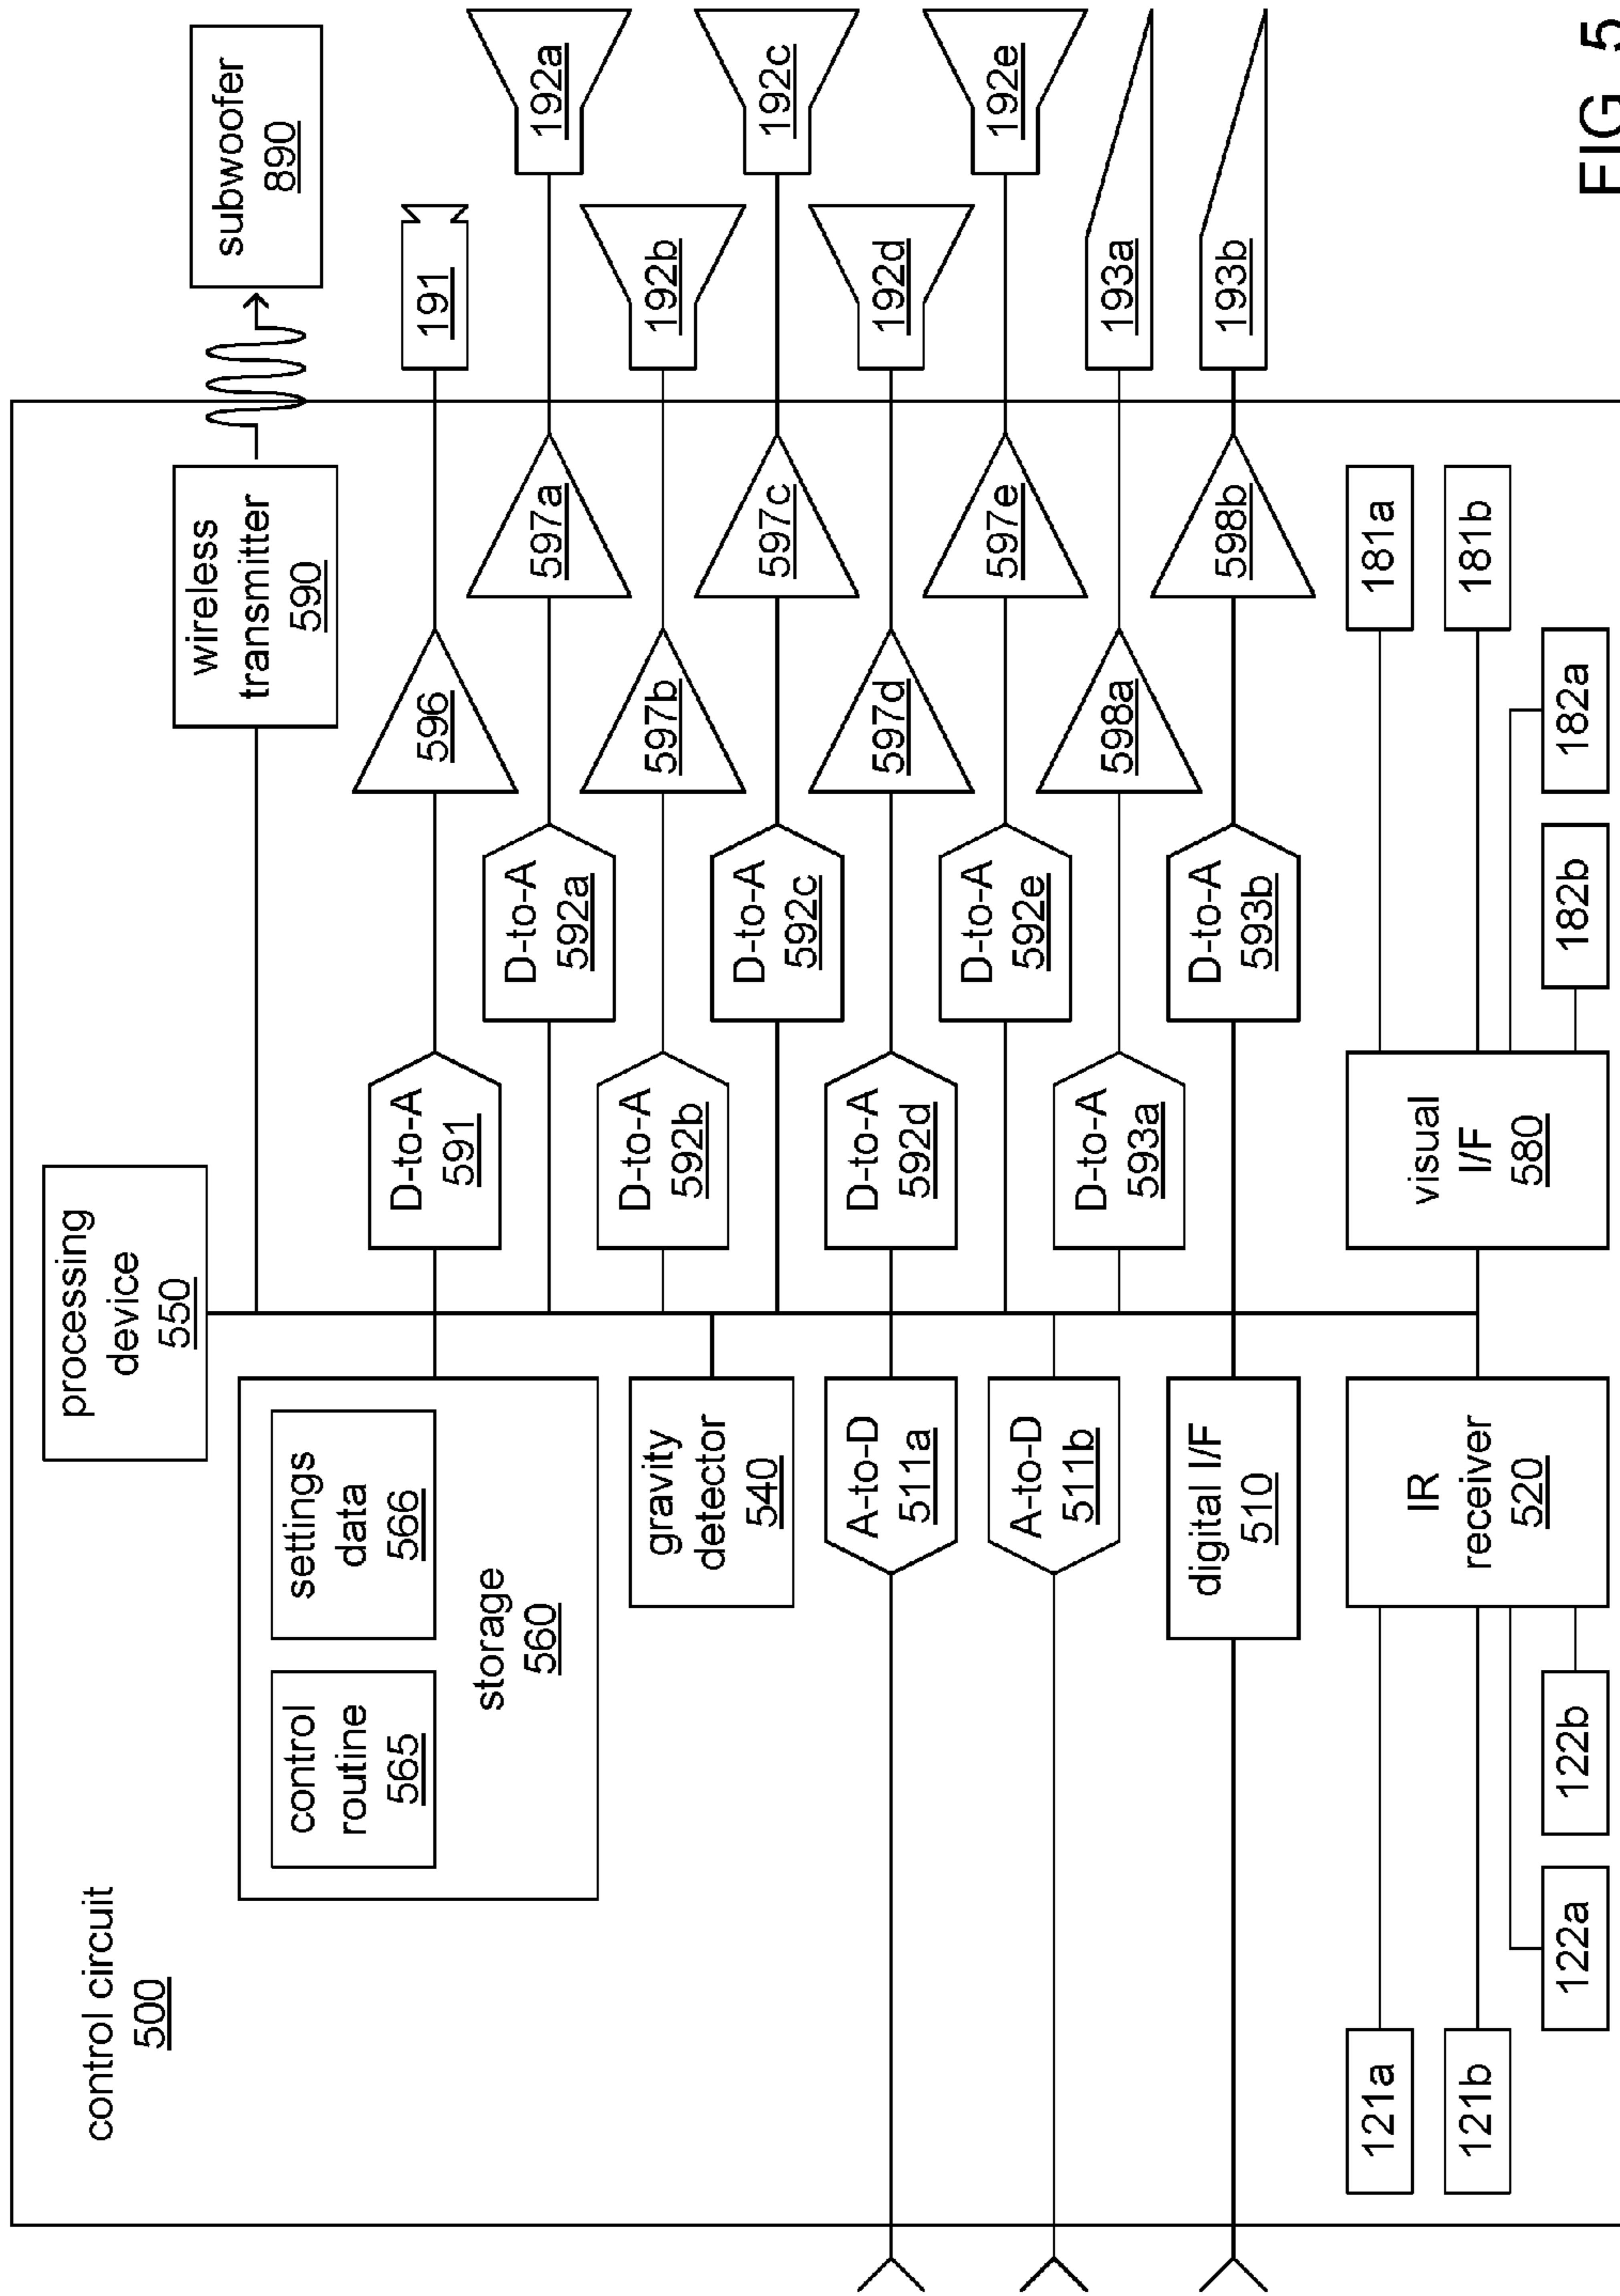 control circuit
500
processing
device
550
wireless
transmitter
590
subwoofer
890
control
routine
565
settings
data
566
storage
560
D-to-A
591
596
191
D-to-A
592a
597a
192a
gravity
detector
540
D-to-A
592b
597b
192b
D-to-A
592c
597c
192c
A-to-D
511a
D-to-A
592d
597d
192d
D-to-A
592e
597e
192e
A-to-D
511b
D-to-A
593a
598a
193a
digital I/F
510
D-to-A
593b
598b
193b
121a
121b
122a
122b
IR
receiver
520
visual
I/F
580
181a
181b
182b
182a
FIG. 5